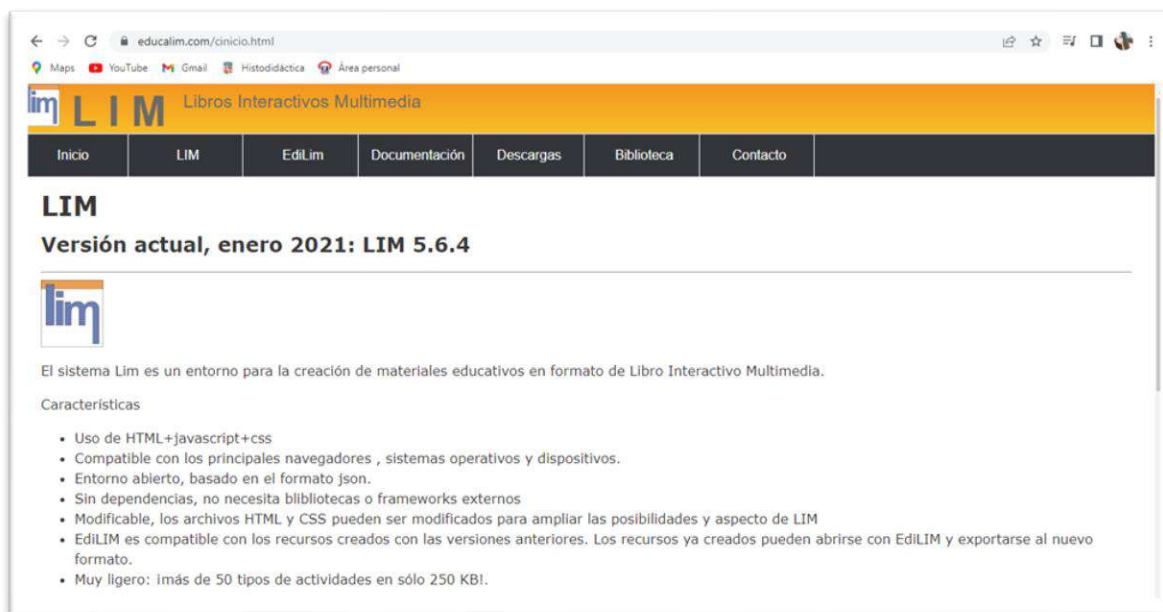 educalim.com/cinicio.html
Maps YouTube Gmail Histodidáctica Área personal
lim LIM Libros Interactivos Multimedia
Inicio LIM EdiLim Documentación Descargas Biblioteca Contacto
LIM
Versión actual, enero 2021: LIM 5.6.4
lim
El sistema Lim es un entorno para la creación de materiales educativos en formato de Libro Interactivo Multimedia.
Características
• Uso de HTML+javascript+css
• Compatible con los principales navegadores , sistemas operativos y dispositivos.
• Entorno abierto, basado en el formato json.
• Sin dependencias, no necesita blibliotecas o frameworks externos
• Modificable, los archivos HTML y CSS pueden ser modificados para ampliar las posibilidades y aspecto de LIM
• EdiLIM es compatible con los recursos creados con las versiones anteriores. Los recursos ya creados pueden abrirse con EdiLIM y exportarse al nuevo
formato.
• Muy ligero: ¡más de 50 tipos de actividades en sólo 250 KB!.